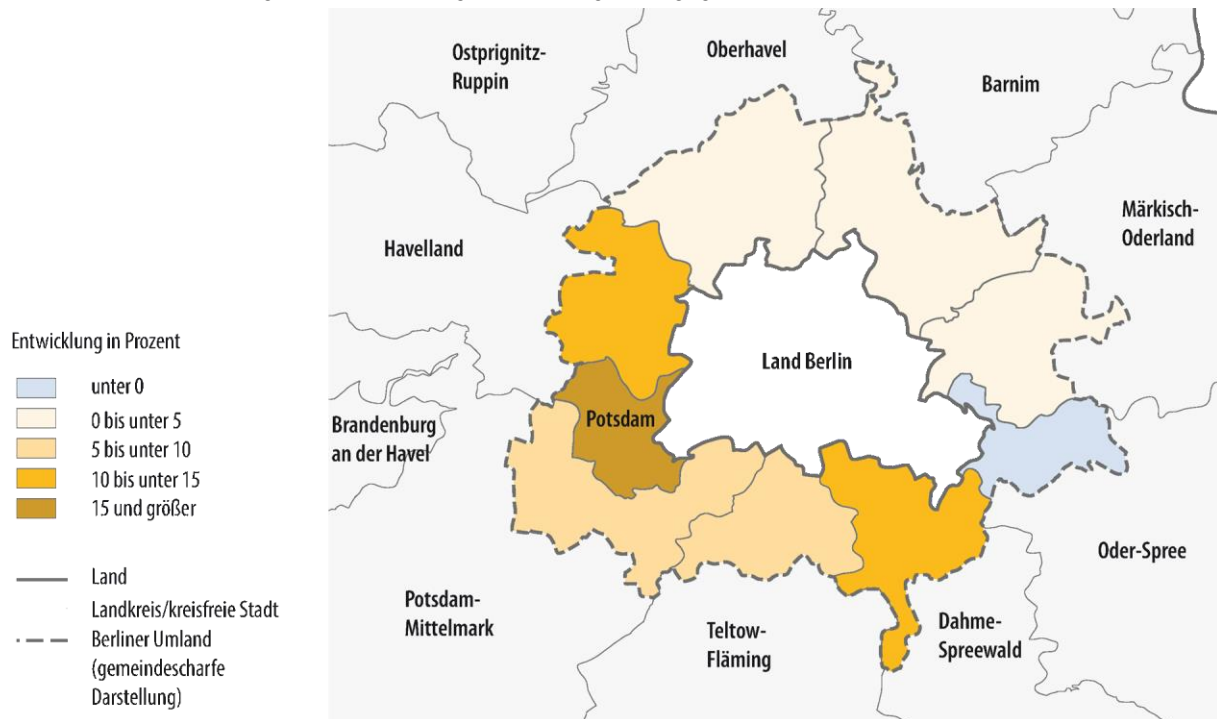 Ostprignitz-
Ruppin
Oberhavel
Barnim
Märkisch-
Oderland
Havelland
Land Berlin
Potsdam
Brandenburg
an der Havel
Oder-Spree
Potsdam-
Mittelmark
Teltow-
Fläming
Dahme-
Spreewald
Entwicklung in Prozent
unter 0
0 bis unter 5
5 bis unter 10
10 bis unter 15
15 und größer
Land
Landkreis/kreisfreie Stadt
Berliner Umland
(gemeindescharfe
Darstellung)